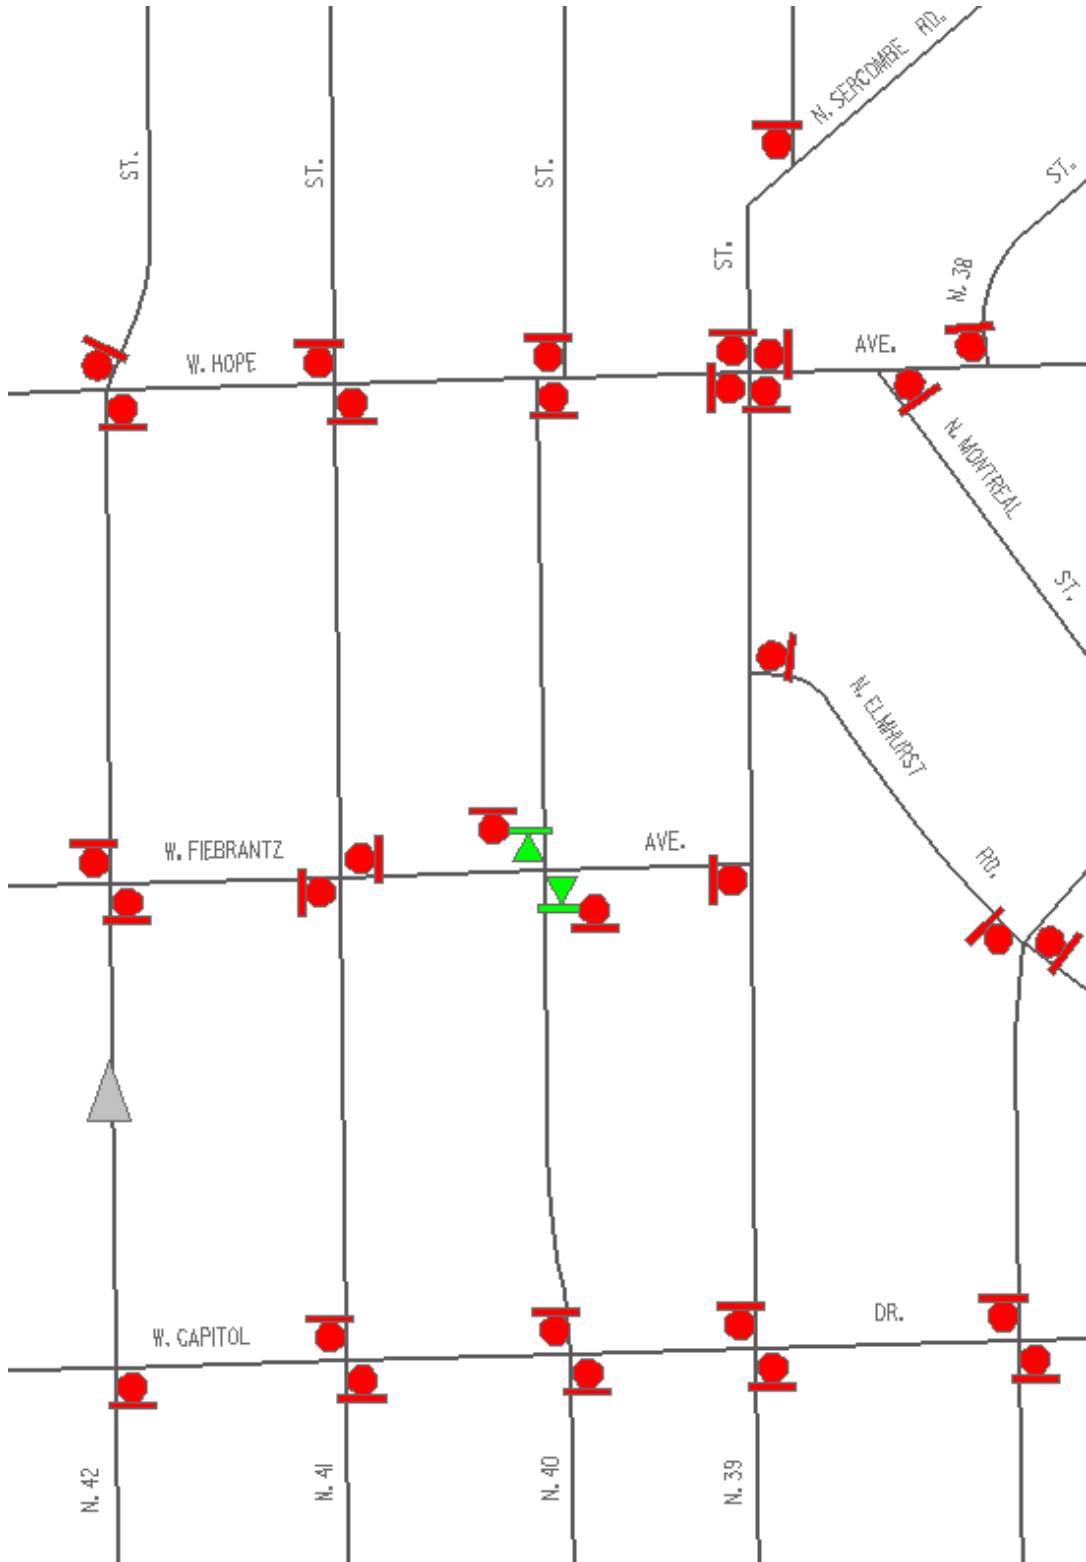 N. SERCOMBE RD.
ST.
ST.
ST.
ST.
ST.
N. 38
W. HOPE
AVE.
N. MONTREAL
ST.
N. ELMHURST
RD.
W. FIEBRANTZ
AVE.
W. CAPITOL
DR.
N. 42
N. 41
N. 40
N. 39